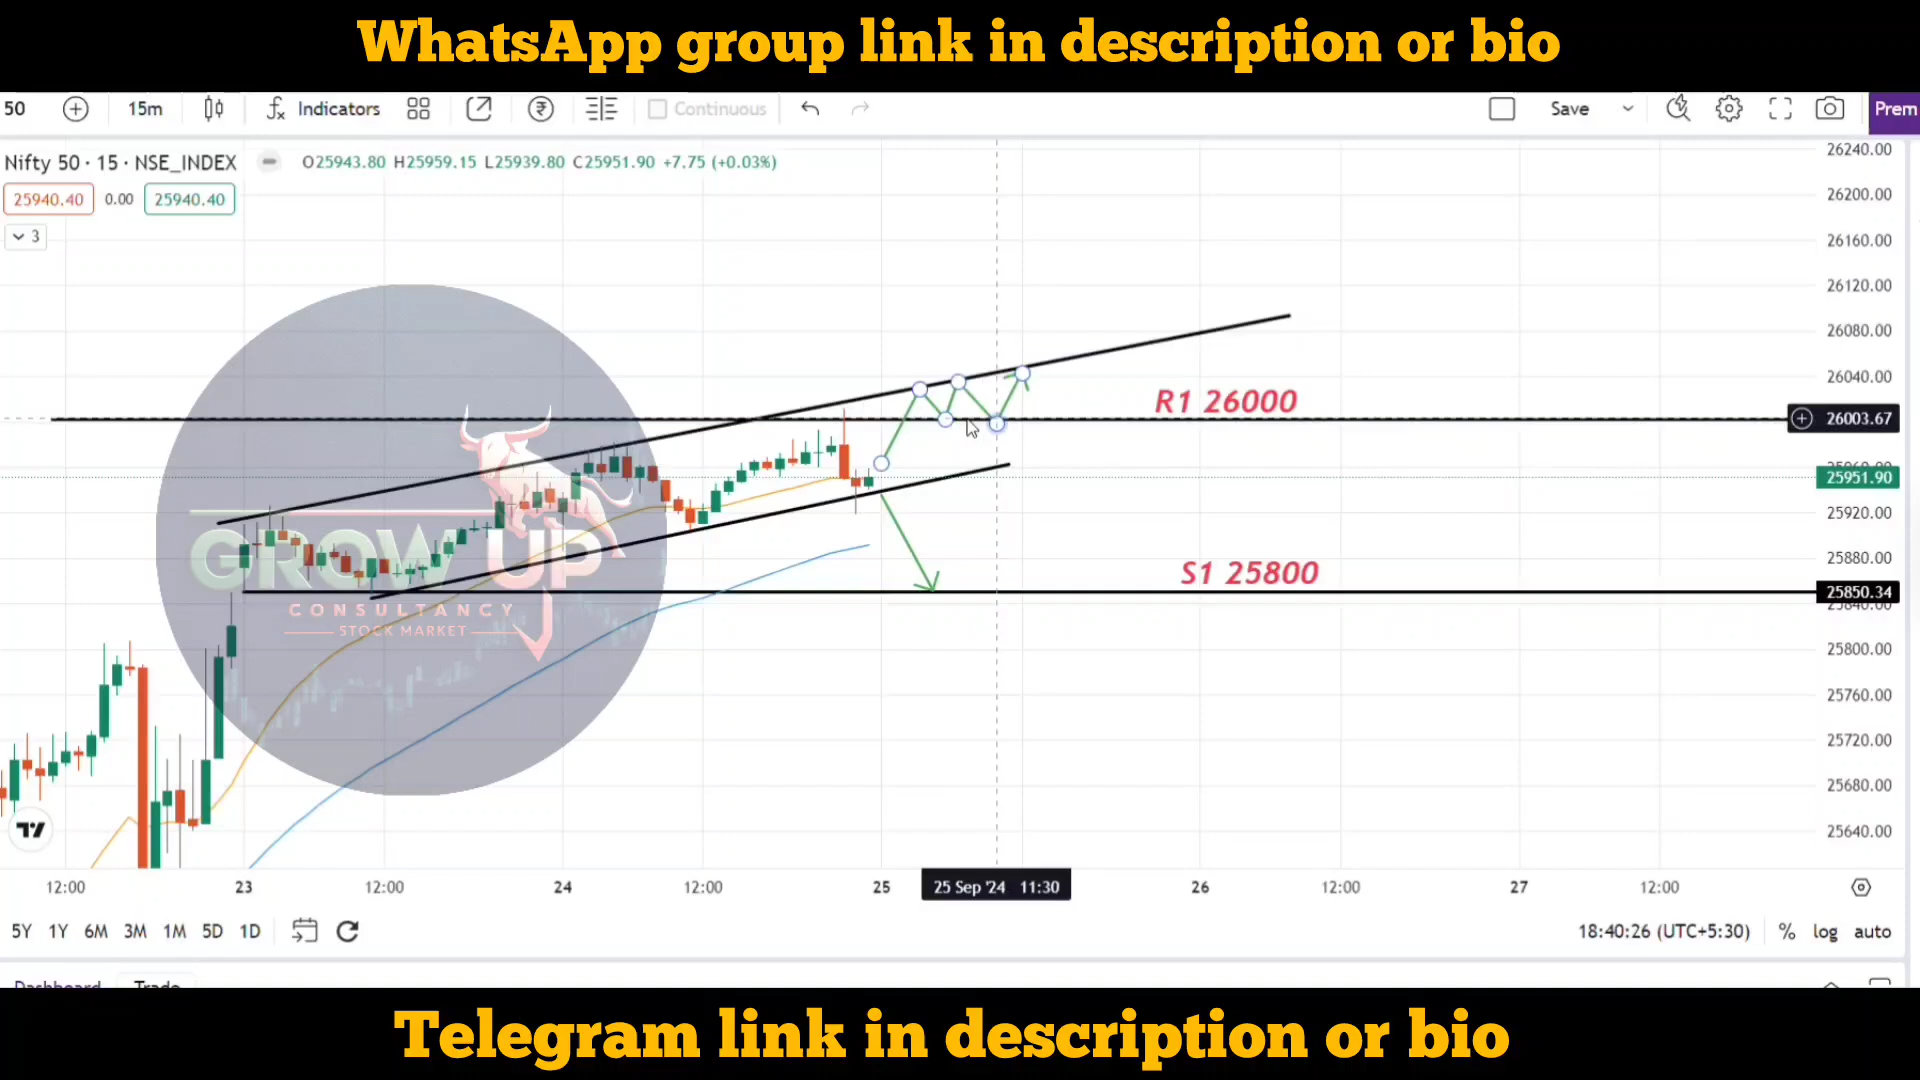 WhatsApp group link in description or bio
50 15m Indicators Continuous Save Prem
Nifty 50 · 15 · NSE_INDEX O25943.80 H25959.15 L25939.80 C25951.90 +7.75 (+0.03%)
25940.40 0.00 25940.40
3
26240.00
26200.00
26160.00
26120.00
26080.00
26040.00
R1 26000
26003.67
25951.90
25920.00
25880.00
S1 25800
25850.34
25800.00
25760.00
25720.00
25680.00
25640.00
GROW UP
CONSULTANCY
STOCK MARKET
12:00 23 12:00 24 12:00 25 25 Sep '24 11:30 26 12:00 27 12:00
5Y 1Y 6M 3M 1M 5D 1D 18:40:26 (UTC+5:30) % log auto
Dashboard Trade
Telegram link in description or bio